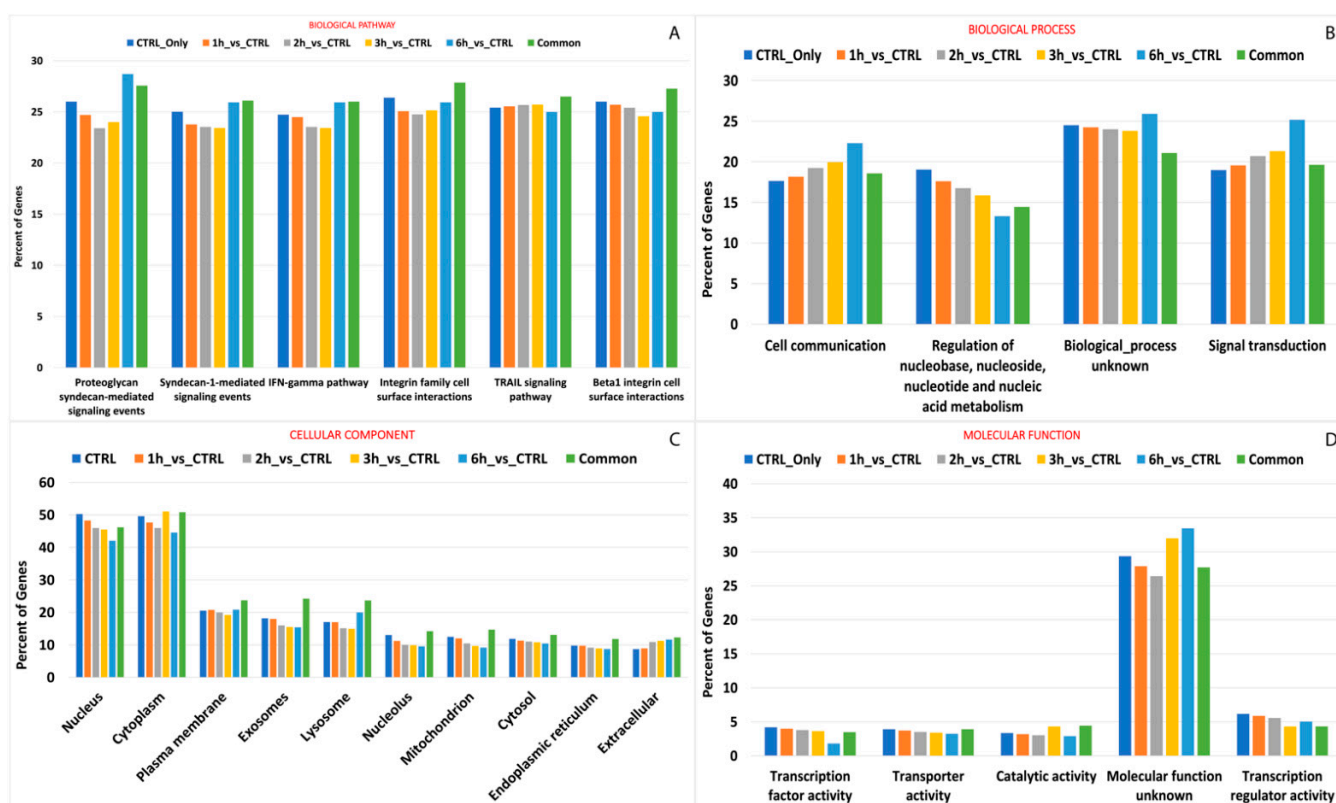 BIOLOGICAL PATHWAY
A
CTRL_Only 1h_vs_CTRL 2h_vs_CTRL 3h_vs_CTRL 6h_vs_CTRL Common
Percent of Genes
30
25
20
15
10
5
0
Proteoglycan
syndecan-mediated
signaling events
Syndecan-1-mediated
signaling events
IFN-gamma pathway
Integrin family cell
surface interactions
TRAIL signaling
pathway
Beta1 integrin cell
surface interactions
BIOLOGICAL PROCESS
B
CTRL_Only 1h_vs_CTRL 2h_vs_CTRL 3h_vs_CTRL 6h_vs_CTRL Common
Percent of Genes
30
25
20
15
10
5
0
Cell communication
Regulation of
nucleobase, nucleoside,
nucleotide and nucleic
acid metabolism
Biological_process
unknown
Signal transduction
CELLULAR COMPONENT
C
CTRL 1h_vs_CTRL 2h_vs_CTRL 3h_vs_CTRL 6h_vs_CTRL Common
Percent of Genes
60
50
40
30
20
10
0
Nucleus
Cytoplasm
Plasma membrane
Exosomes
Lysosome
Nucleolus
Mitochondrion
Cytosol
Endoplasmic reticulum
Extracellular
MOLECULAR FUNCTION
D
CTRL_Only 1h_vs_CTRL 2h_vs_CTRL 3h_vs_CTRL 6h_vs_CTRL Common
Percent of Genes
40
35
30
25
20
15
10
5
0
Transcription
factor activity
Transporter
activity
Catalytic activity
Molecular function
unknown
Transcription
regulator activity